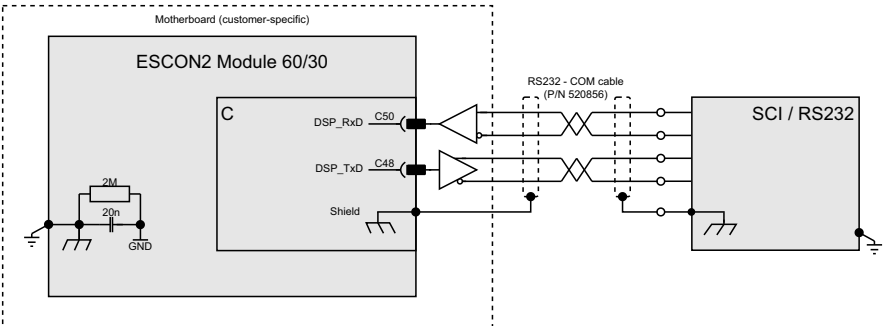 Motherboard (customer-specific)
ESCON2 Module 60/30
RS232 - COM cable
(P/N 520856)
C
SCI / RS232
DSP_RxD
C50
DSP_TxD
C48
2M
20n
Shield
GND